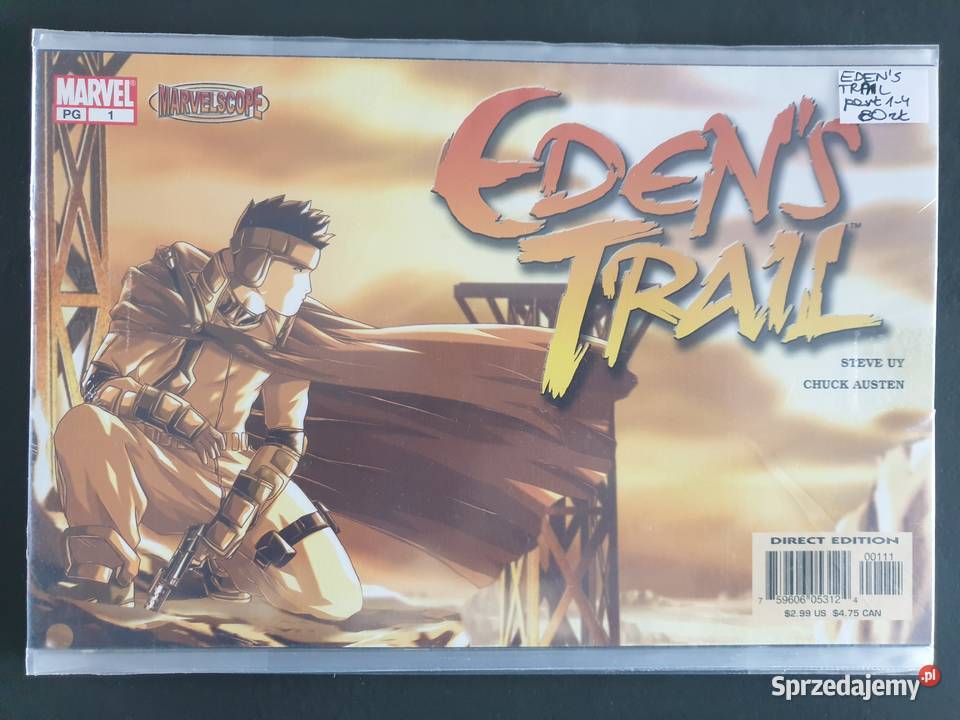 MARVEL®
PG 1
MARVELSCOPE
EDEN'S
TRAIL
part 1-4
80zł
EDEN'S
TRAIL™
STEVE UY
CHUCK AUSTEN
DIRECT EDITION
00111
7 59606 05312 4
$2.99 US $4.75 CAN
Sprzedajemy.pl